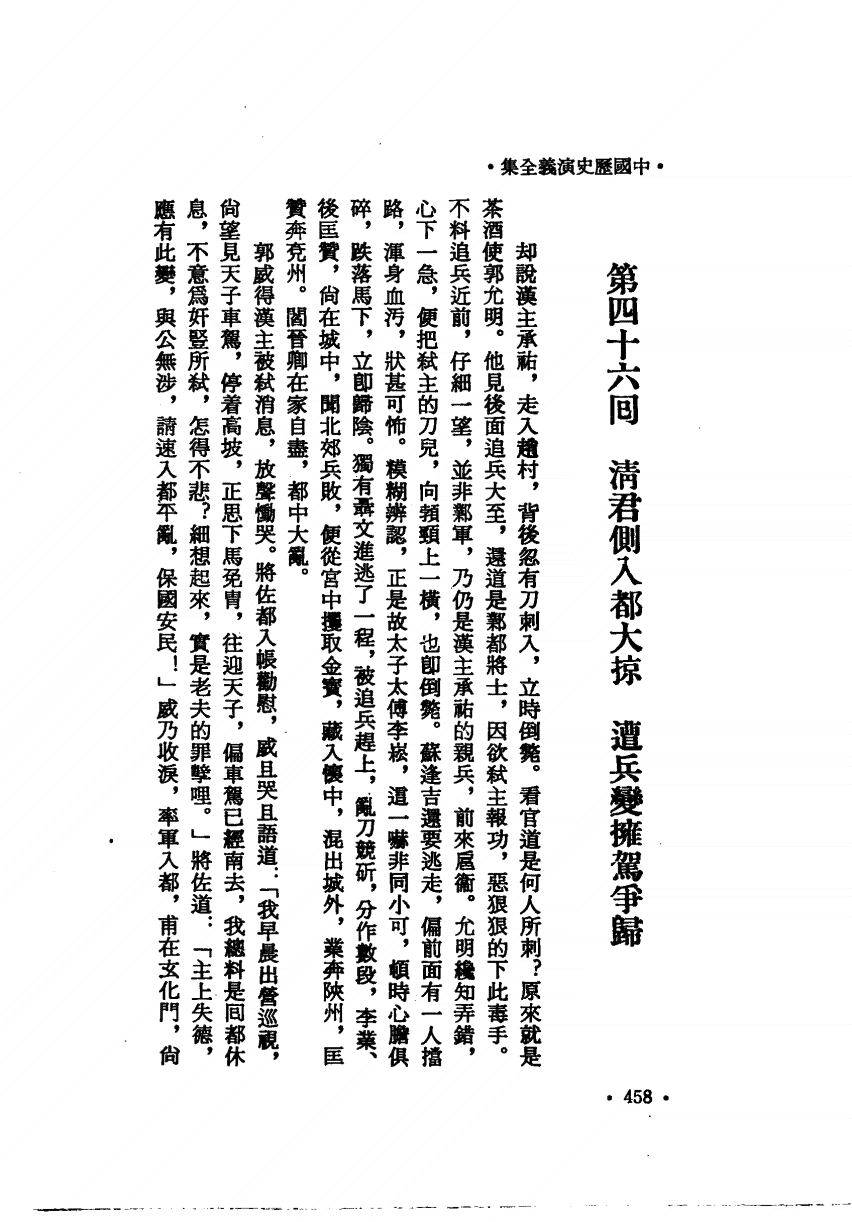 •中國歷史演義全集•
第四十六回　清君側入都大掠　遭兵變擁駕爭歸
却說漢主承祐，走入趙村，背後忽有刀刺入，立時倒斃。看官道是何人所刺？原來就是
茶酒使郭允明。他見後面追兵大至，還道是鄴都將士，因欲弒主報功，惡狠狠的下此毒手。
不料追兵近前，仔細一望，並非鄴軍，乃仍是漢主承祐的親兵，前來扈衞。允明纔知弄錯，
心下一急，便把弒主的刀兒，向頸上一橫，也卽倒斃。蘇逢吉還要逃走，偏前面有一人擋
路，渾身血汚，狀甚可怖。模糊辨認，正是故太子太傅李崧，這一嚇非同小可，頓時心膽俱
碎，跌落馬下，立卽歸陰。獨有聶文進逃了一程，被追兵趕上，亂刀競斫，分作數段，李業、
後匡贊，尙在城中，聞北郊兵敗，便從宮中攫取金寶，藏入懷中，混出城外，業奔陝州，匡
贊奔兗州。閻晉卿在家自盡，都中大亂。
郭威得漢主被弒消息，放聲慟哭。將佐都入帳勸慰，威且哭且語道：「我早晨出營巡視，
尙望見天子車駕，停着高坡，正思下馬免冑，往迎天子，偏車駕已經南去，我總料是回都休
息，不意爲奸豎所弒，怎得不悲？細想起來，實是老夫的罪孽哩。」將佐道：「主上失德，
應有此變，與公無涉，請速入都平亂，保國安民！」威乃收淚，率軍入都，甫在玄化門，尙
•458•